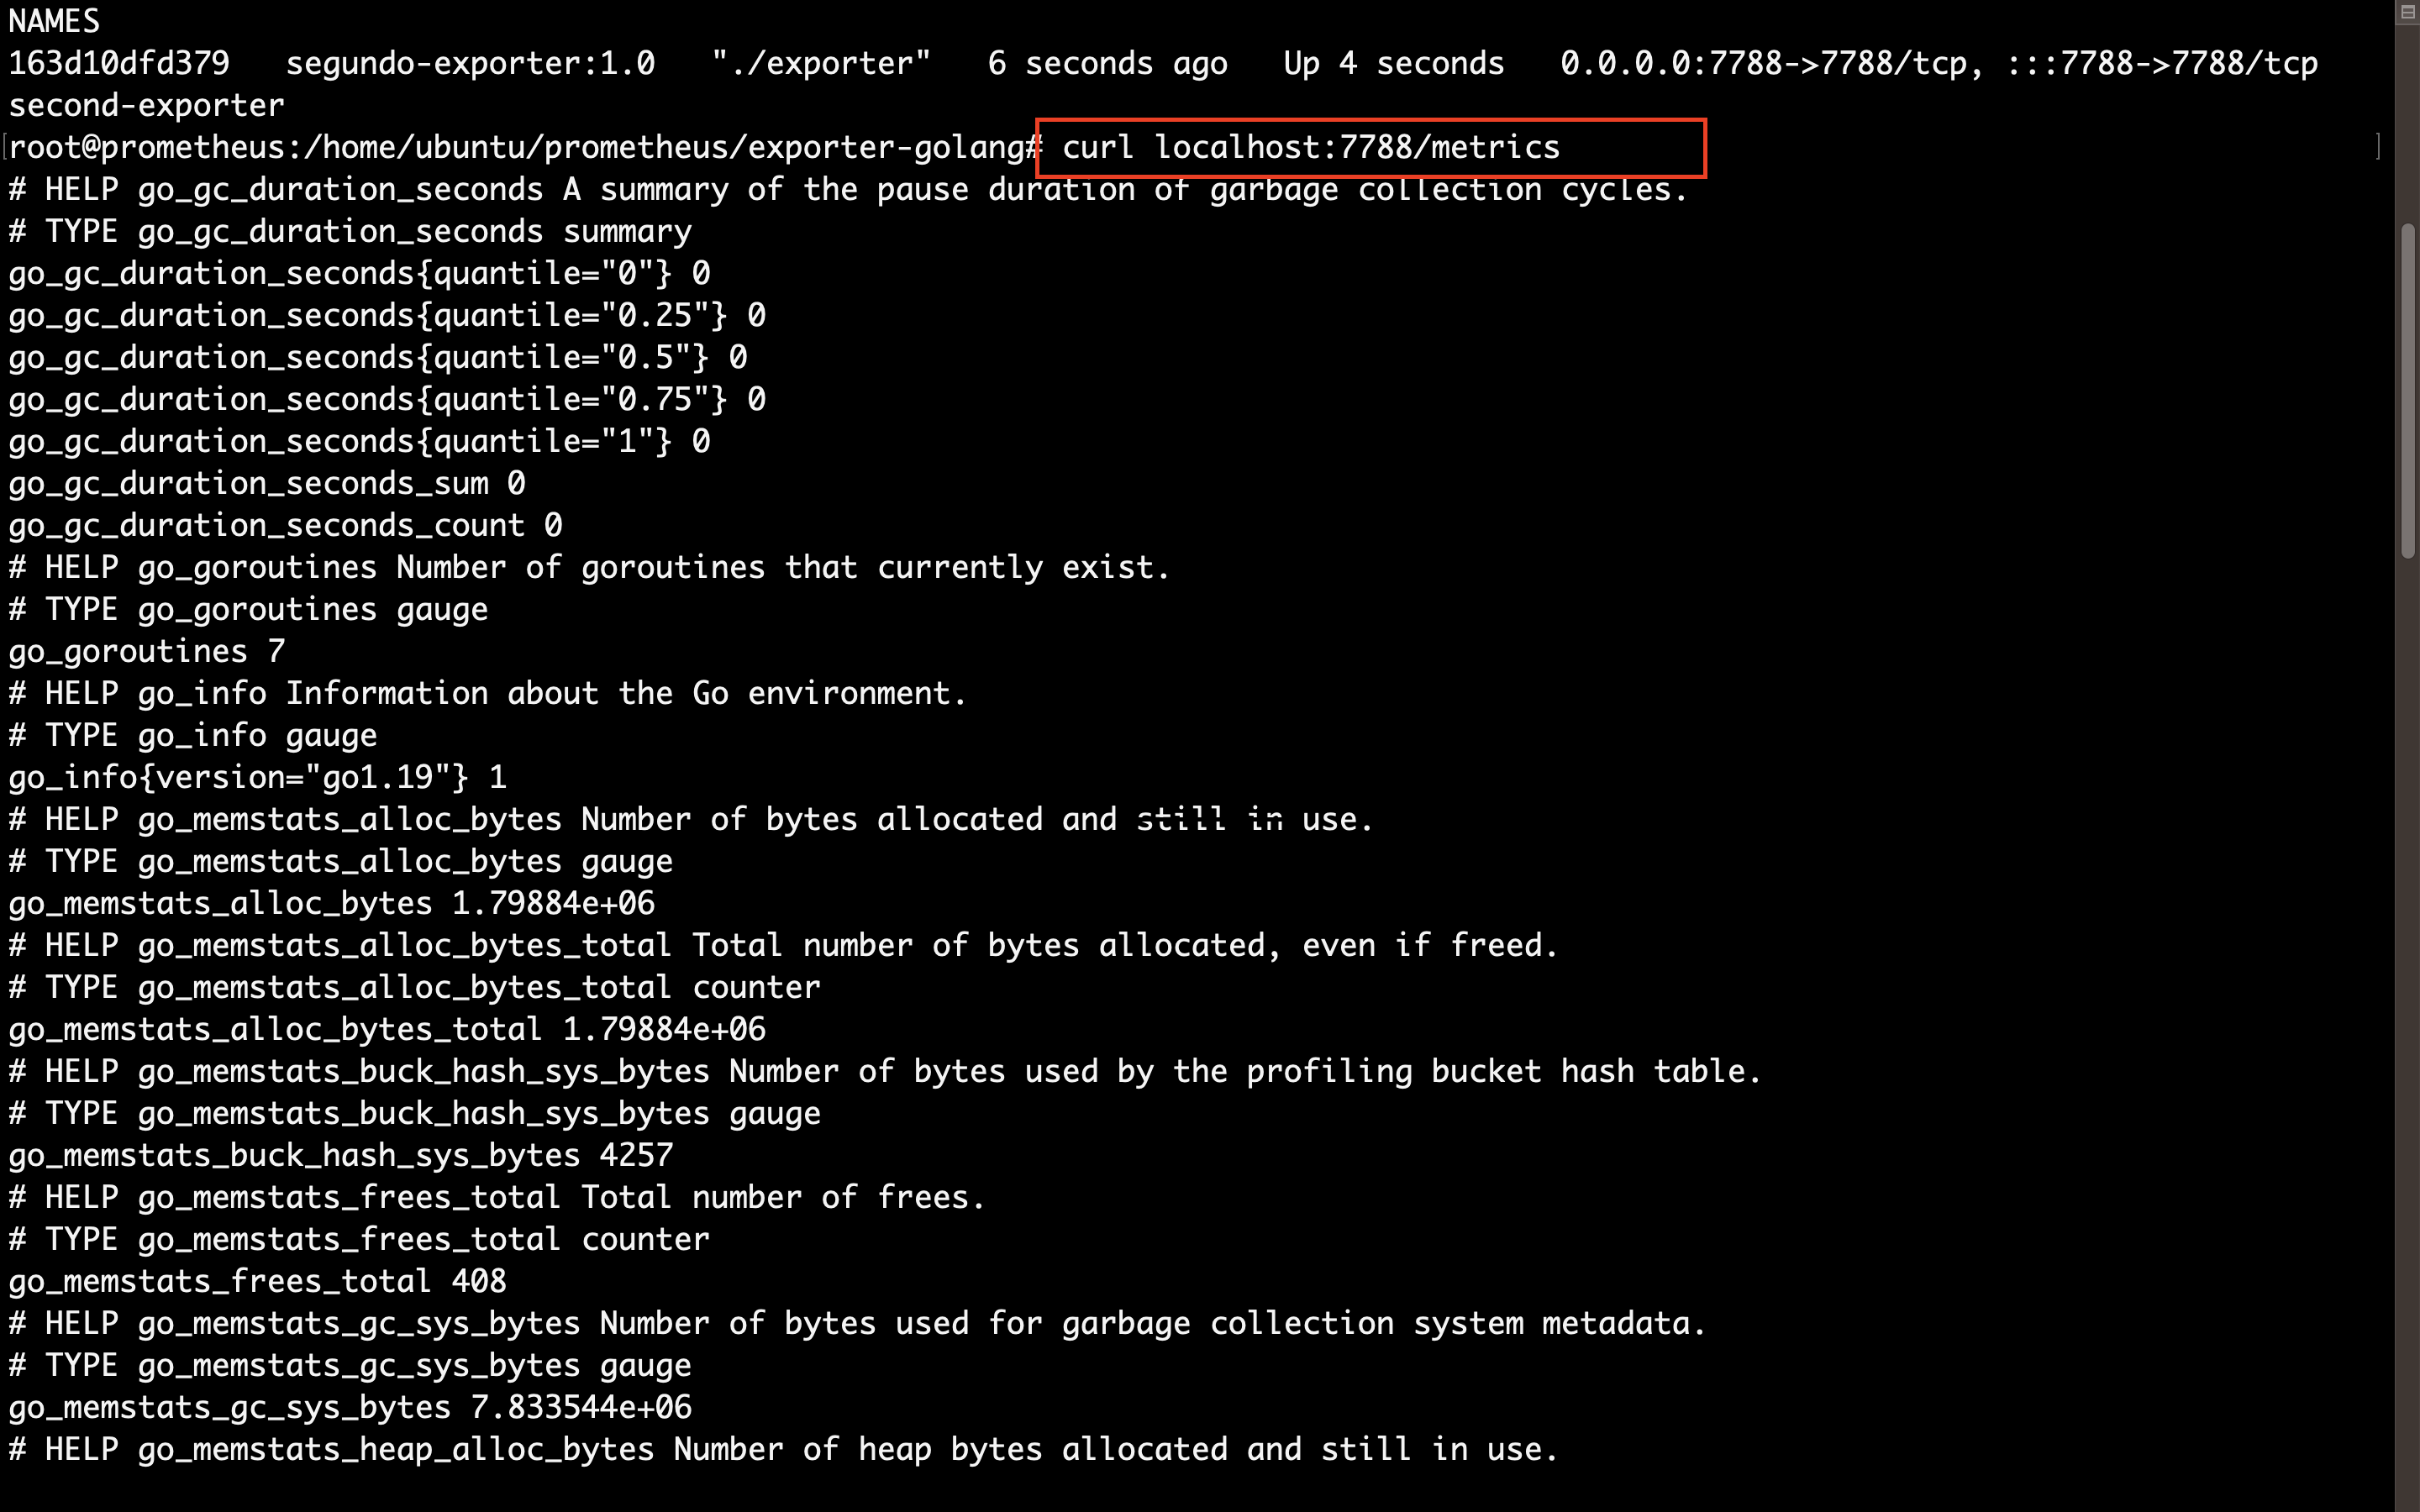 NAMES
163d10dfd379   segundo-exporter:1.0   "./exporter"   6 seconds ago   Up 4 seconds   0.0.0.0:7788->7788/tcp, :::7788->7788/tcp
second-exporter
[root@prometheus:/home/ubuntu/prometheus/exporter-golang# curl localhost:7788/metrics ]
# HELP go_gc_duration_seconds A summary of the pause duration of garbage collection cycles.
# TYPE go_gc_duration_seconds summary
go_gc_duration_seconds{quantile="0"} 0
go_gc_duration_seconds{quantile="0.25"} 0
go_gc_duration_seconds{quantile="0.5"} 0
go_gc_duration_seconds{quantile="0.75"} 0
go_gc_duration_seconds{quantile="1"} 0
go_gc_duration_seconds_sum 0
go_gc_duration_seconds_count 0
# HELP go_goroutines Number of goroutines that currently exist.
# TYPE go_goroutines gauge
go_goroutines 7
# HELP go_info Information about the Go environment.
# TYPE go_info gauge
go_info{version="go1.19"} 1
# HELP go_memstats_alloc_bytes Number of bytes allocated and still in use.
# TYPE go_memstats_alloc_bytes gauge
go_memstats_alloc_bytes 1.79884e+06
# HELP go_memstats_alloc_bytes_total Total number of bytes allocated, even if freed.
# TYPE go_memstats_alloc_bytes_total counter
go_memstats_alloc_bytes_total 1.79884e+06
# HELP go_memstats_buck_hash_sys_bytes Number of bytes used by the profiling bucket hash table.
# TYPE go_memstats_buck_hash_sys_bytes gauge
go_memstats_buck_hash_sys_bytes 4257
# HELP go_memstats_frees_total Total number of frees.
# TYPE go_memstats_frees_total counter
go_memstats_frees_total 408
# HELP go_memstats_gc_sys_bytes Number of bytes used for garbage collection system metadata.
# TYPE go_memstats_gc_sys_bytes gauge
go_memstats_gc_sys_bytes 7.833544e+06
# HELP go_memstats_heap_alloc_bytes Number of heap bytes allocated and still in use.